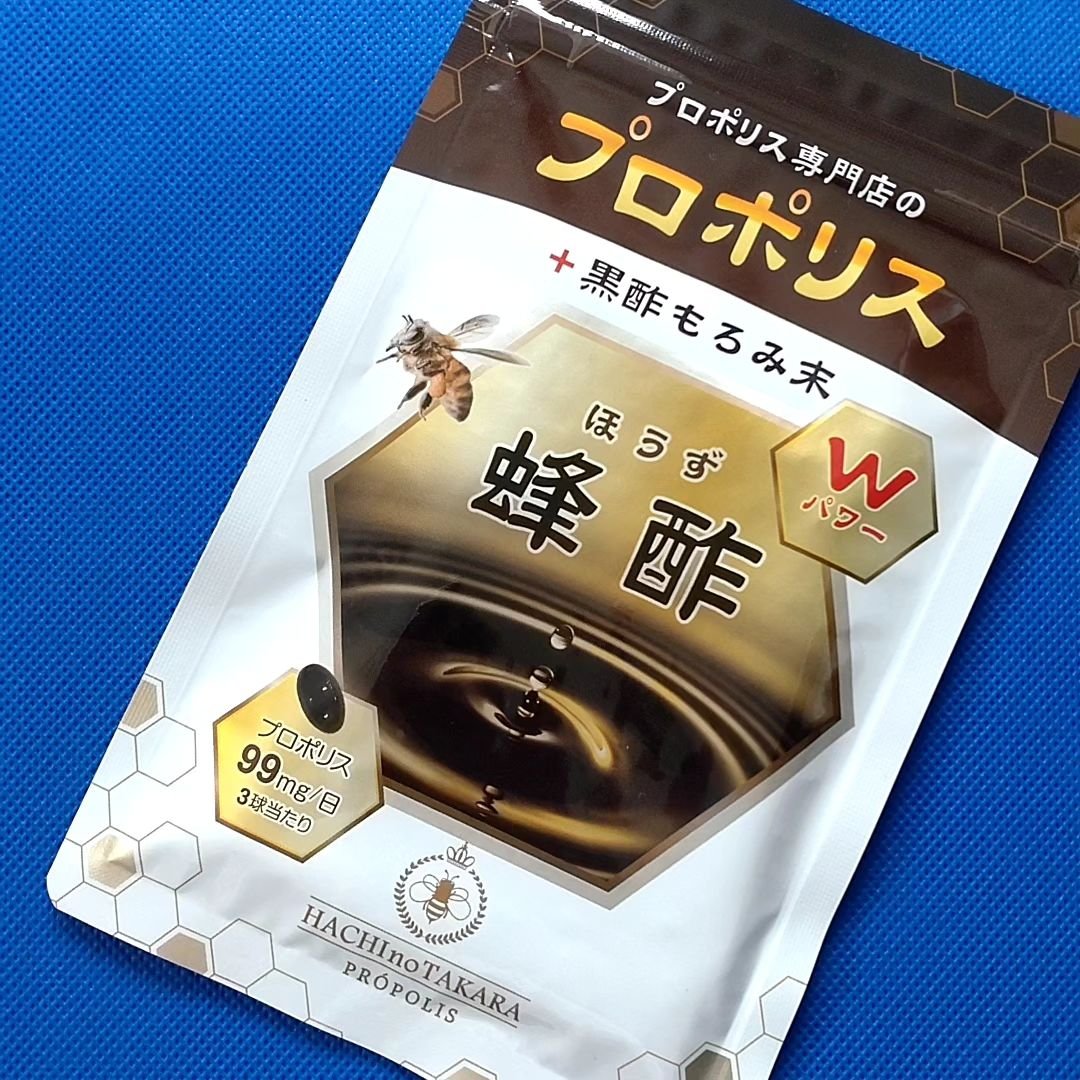 プロポリス専門店の
プロポリス
+黒酢もろみ末
ほうず
蜂酢
W
パワー
プロポリス
99mg/日
3球当たり
HACHInoTAKARA
PRÓPOLIS